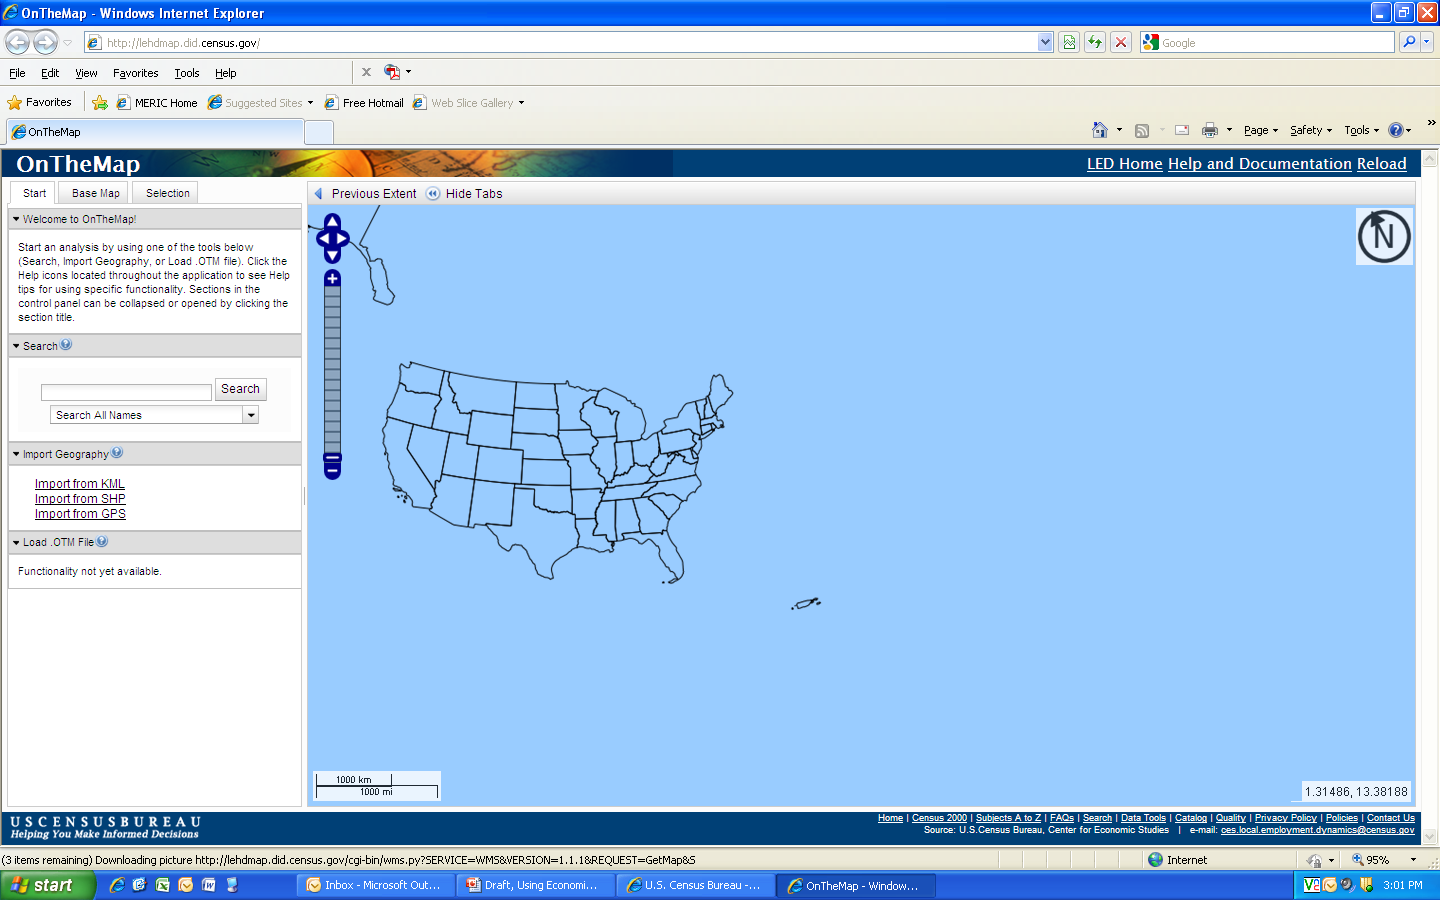 OnTheMap - Windows Internet Explorer
http://lehdmap.did.census.gov/
Google
File Edit View Favorites Tools Help
Favorites MERIC Home Suggested Sites Free Hotmail Web Slice Gallery
OnTheMap
Page Safety Tools
OnTheMap
LED Home Help and Documentation Reload
Start Base Map Selection
Previous Extent Hide Tabs
Welcome to OnTheMap!
Start an analysis by using one of the tools below
(Search, Import Geography, or Load .OTM file). Click the
Help icons located throughout the application to see Help
tips for using specific functionality. Sections in the
control panel can be collapsed or opened by clicking the
section title.
Search
Search
Search All Names
Import Geography
Import from KML
Import from SHP
Import from GPS
Load .OTM File
Functionality not yet available.
N
1000 km
1000 mi
1.31486, 13.38188
USCENSUSBUREAU
Helping You Make Informed Decisions
Home | Census 2000 | Subjects A to Z | FAQs | Search | Data Tools | Catalog | Quality | Privacy Policy | Policies | Contact Us
Source: U.S.Census Bureau, Center for Economic Studies | e-mail: ces.local.employment.dynamics@census.gov
(3 items remaining) Downloading picture http://lehdmap.did.census.gov/cgi-bin/wms.py?SERVICE=WMS&VERSION=1.1.1&REQUEST=GetMap&S
Internet
95%
start
Inbox - Microsoft Out...
Draft, Using Economi...
U.S. Census Bureau -...
OnTheMap - Window...
3:01 PM